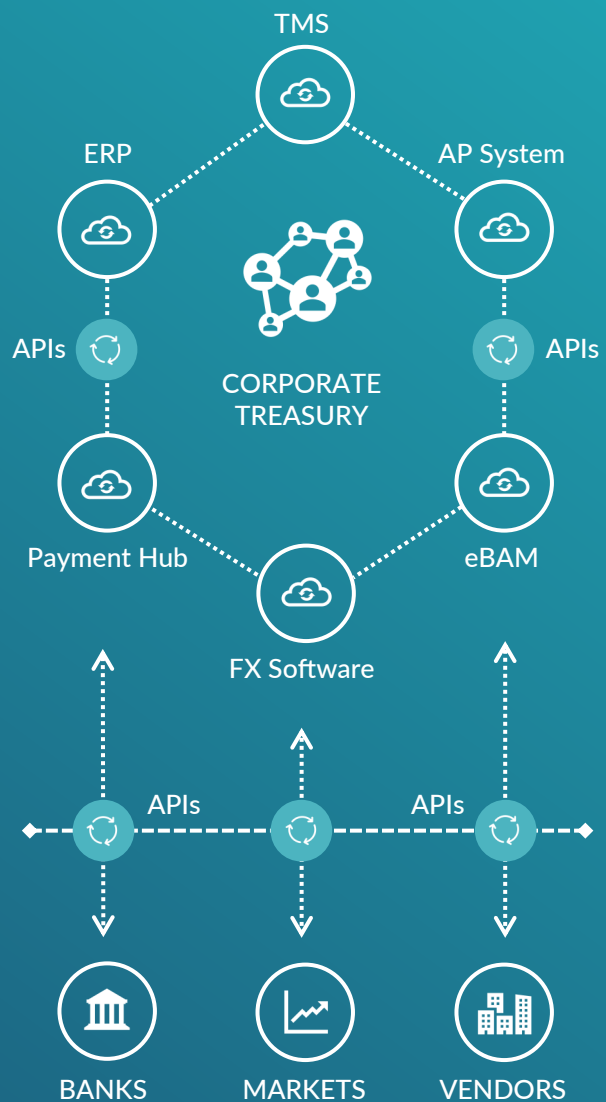 TMS
ERP
AP System
APIs
APIs
CORPORATE
TREASURY
Payment Hub
eBAM
FX Software
APIs
APIs
BANKS
MARKETS
VENDORS